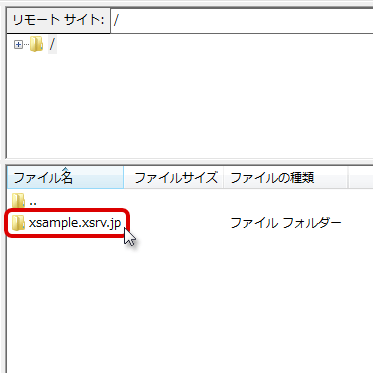 リモート サイト: /
/
ファイル名 ファイルサイズ ファイルの種類
..
xsample.xsrv.jp ファイル フォルダー